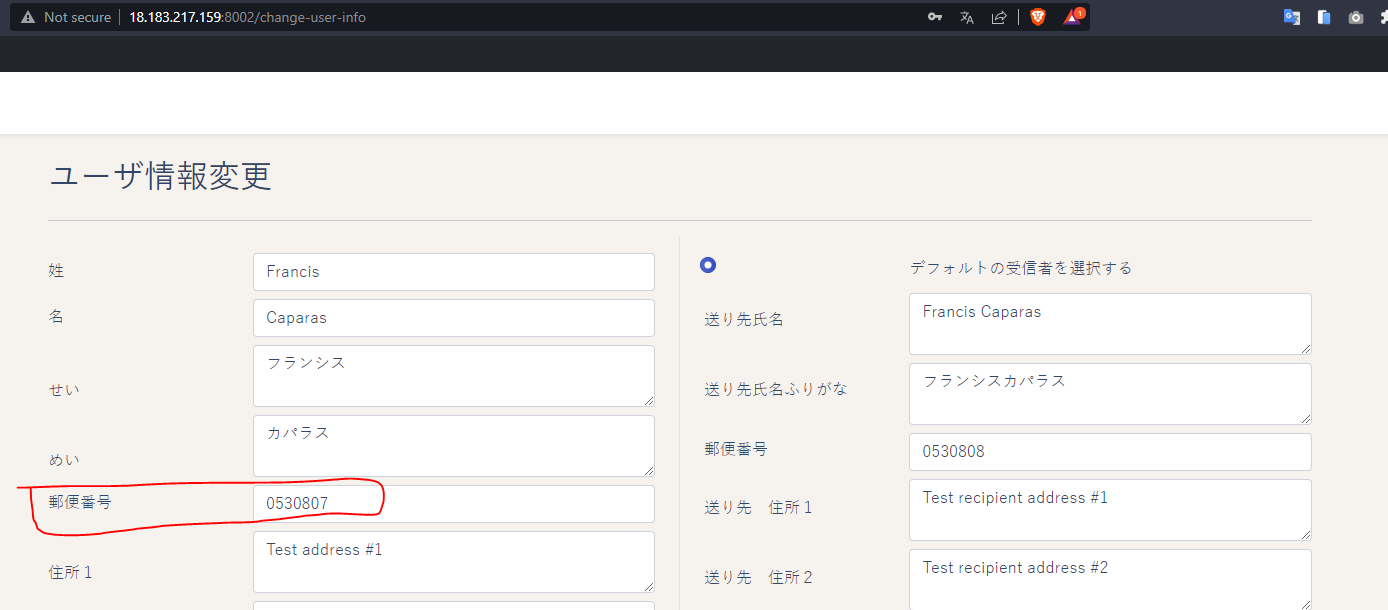 Not secure 18.183.217.159:8002/change-user-info 1
ユーザ情報変更
姓 Francis
名 Caparas
せい フランシス
めい カパラス
郵便番号 0530807
住所１ Test address #1
デフォルトの受信者を選択する
送り先氏名 Francis Caparas
送り先氏名ふりがな フランシスカパラス
郵便番号 0530808
送り先　住所１ Test recipient address #1
送り先　住所２ Test recipient address #2